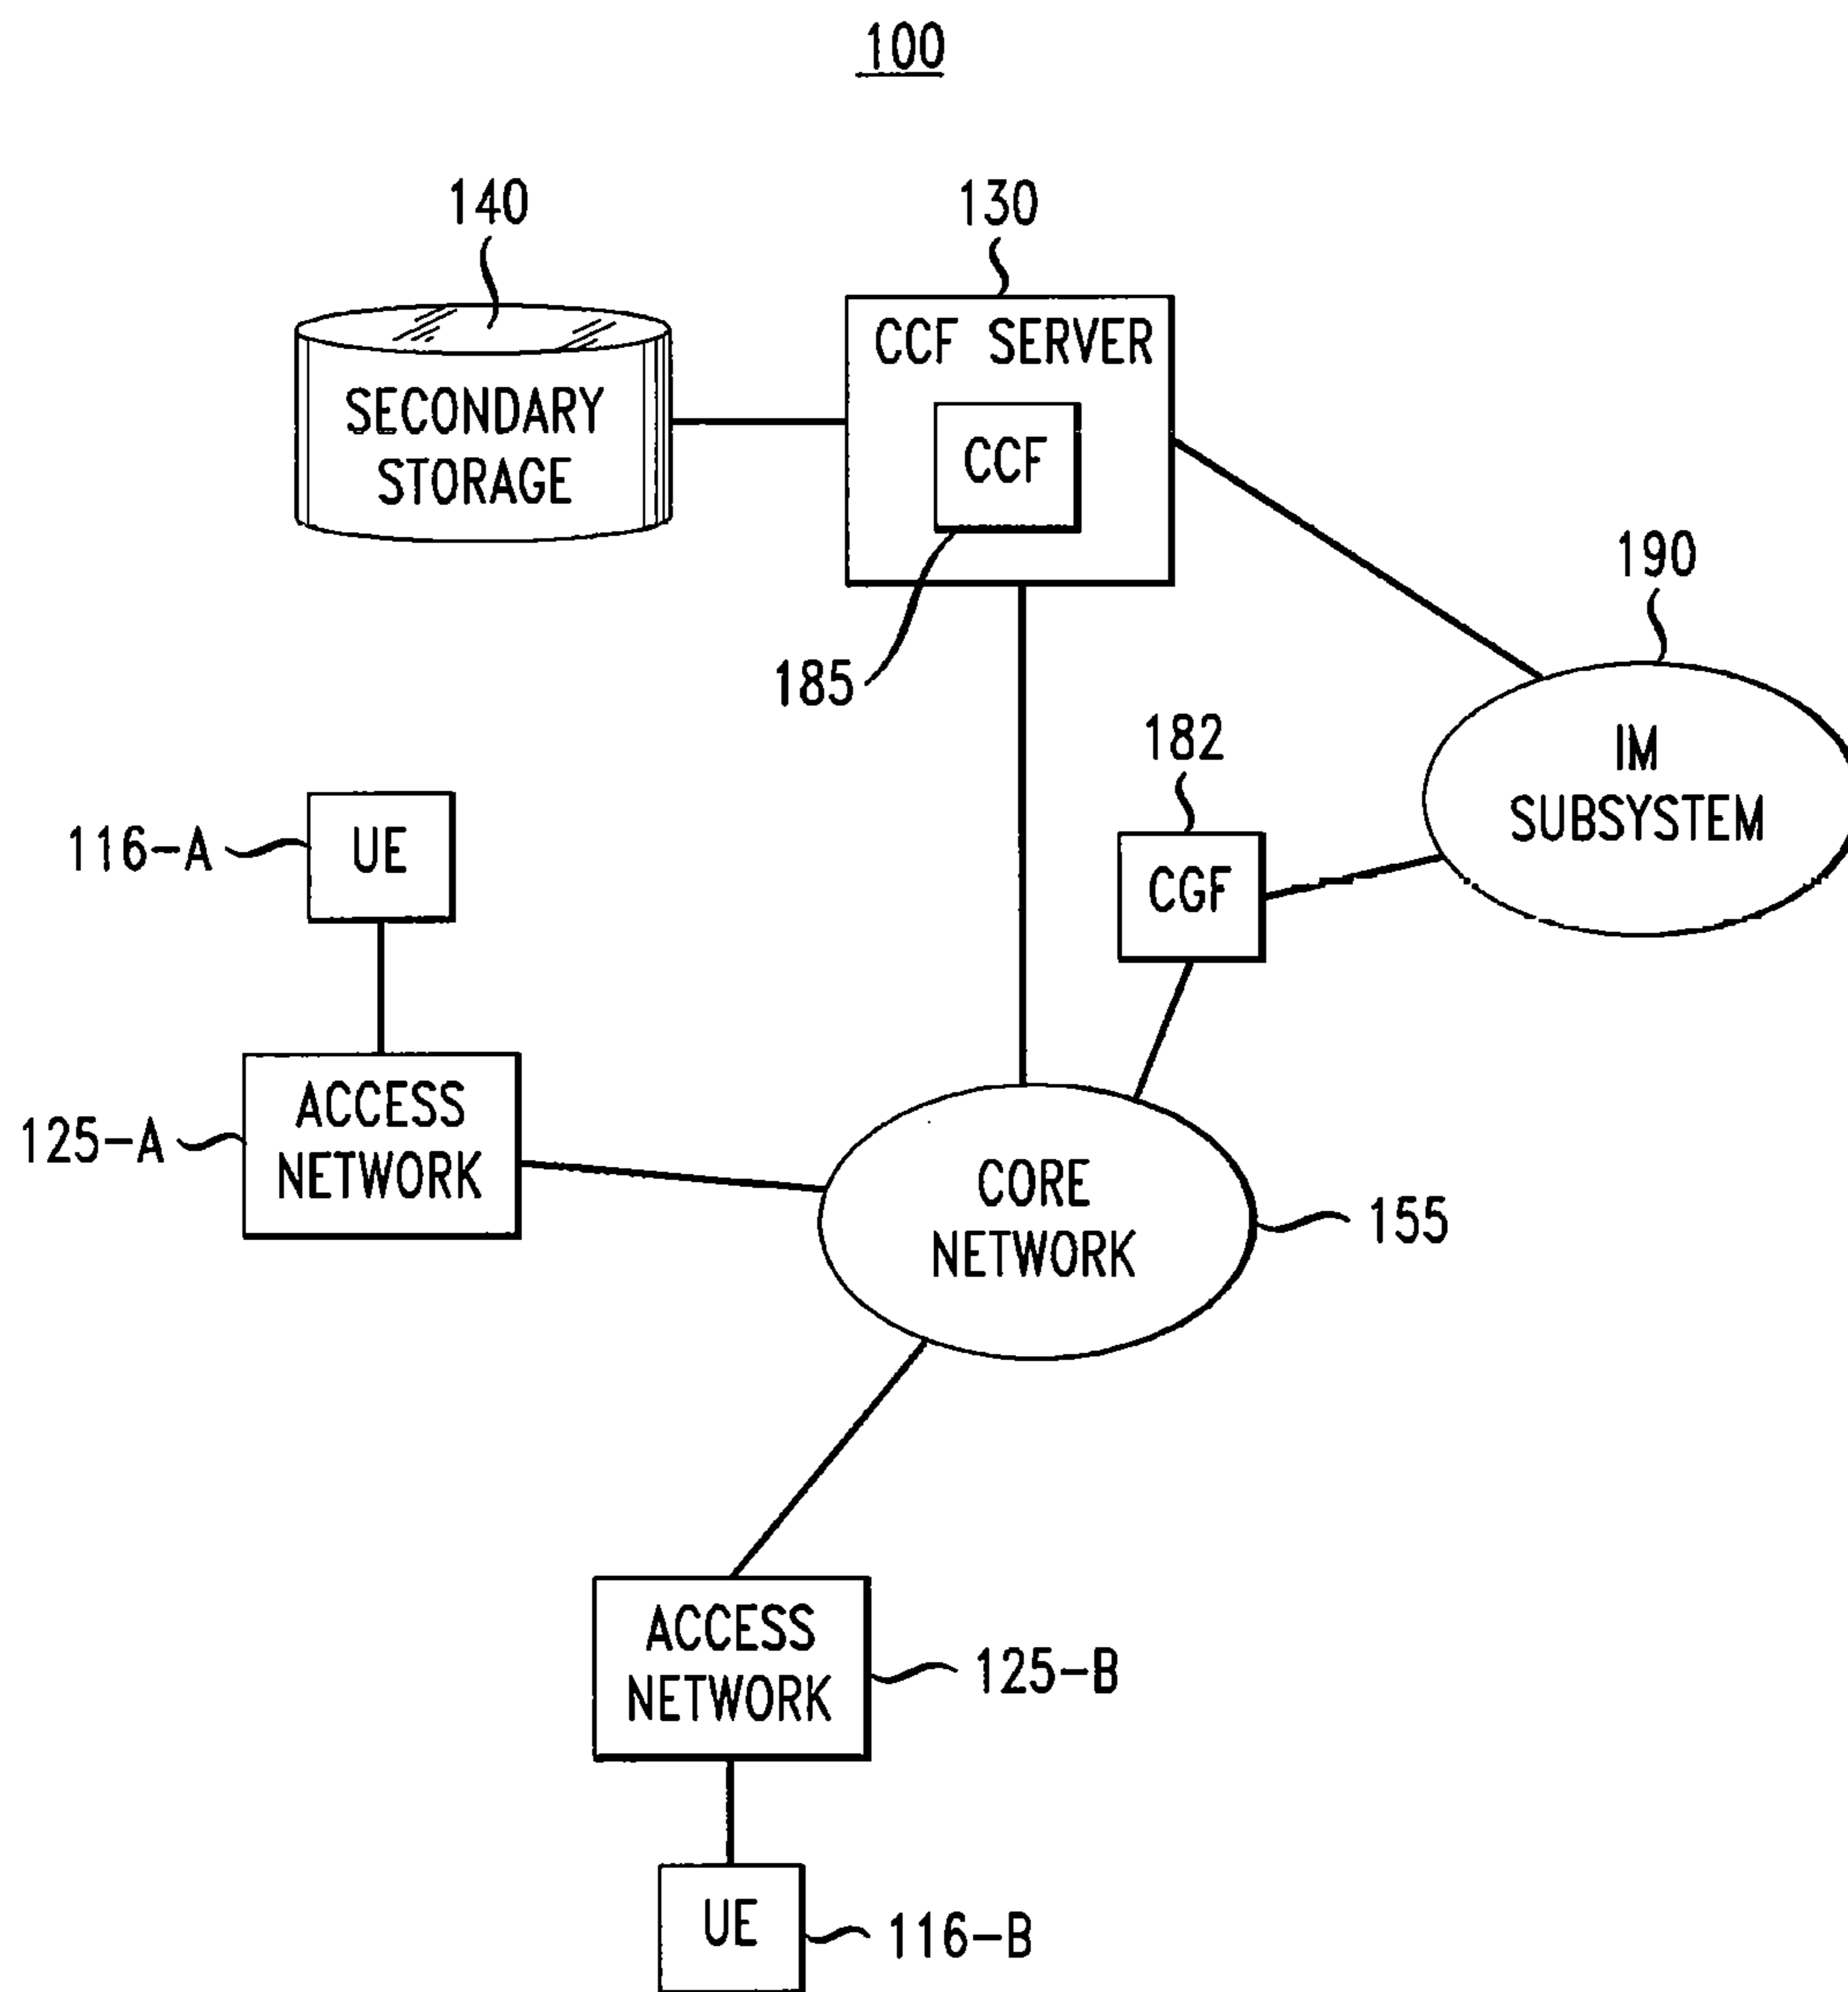 100
140
130
SECONDARY
STORAGE
CCF SERVER
CCF
185
190
IM
SUBSYSTEM
182
CGF
116-A
UE
125-A
ACCESS
NETWORK
CORE
NETWORK
155
ACCESS
NETWORK
125-B
UE
116-B